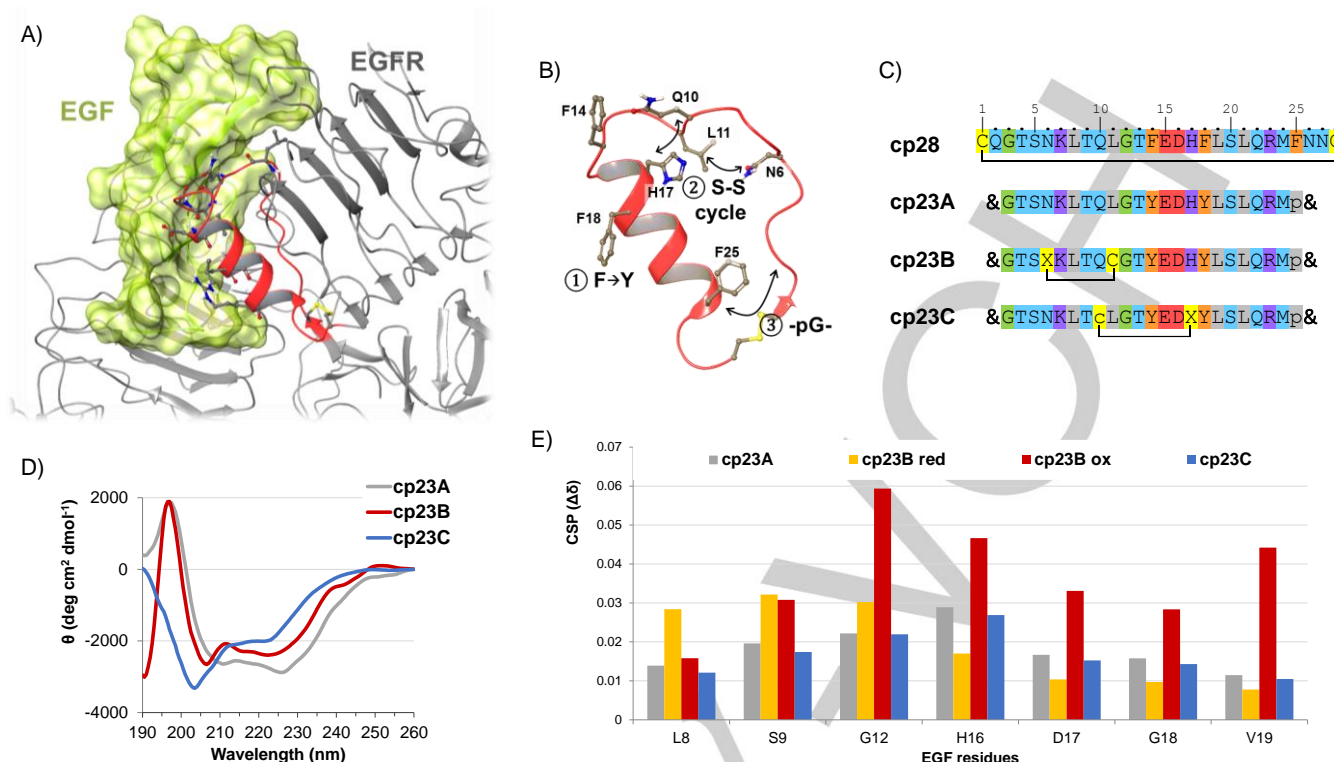 A)
EGF
EGFR
B)
F14
Q10
L11
H17
② S-S
cycle
N6
F18
① F→Y
F25
③ -pG-
C)
1 5 10 15 20 25
cp28 CQGTSNKLTQLGTFEDHFLSLQRMFNNC
cp23A &GTSNKLTQLGTYEDHYLSLQRMp&
cp23B &GTSXKLTQCGTYEDHYLSLQRMp&
cp23C &GTSNKLTcLGTYEDXYLSLQRMp&
D)
cp23A
cp23B
cp23C
θ (deg cm² dmol⁻¹)
2000
0
-2000
-4000
190 200 210 220 230 240 250 260
Wavelength (nm)
E)
cp23A cp23B red cp23B ox cp23C
CSP (Δδ)
0.07
0.06
0.05
0.04
0.03
0.02
0.01
0
L8 S9 G12 H16 D17 G18 V19
EGF residues